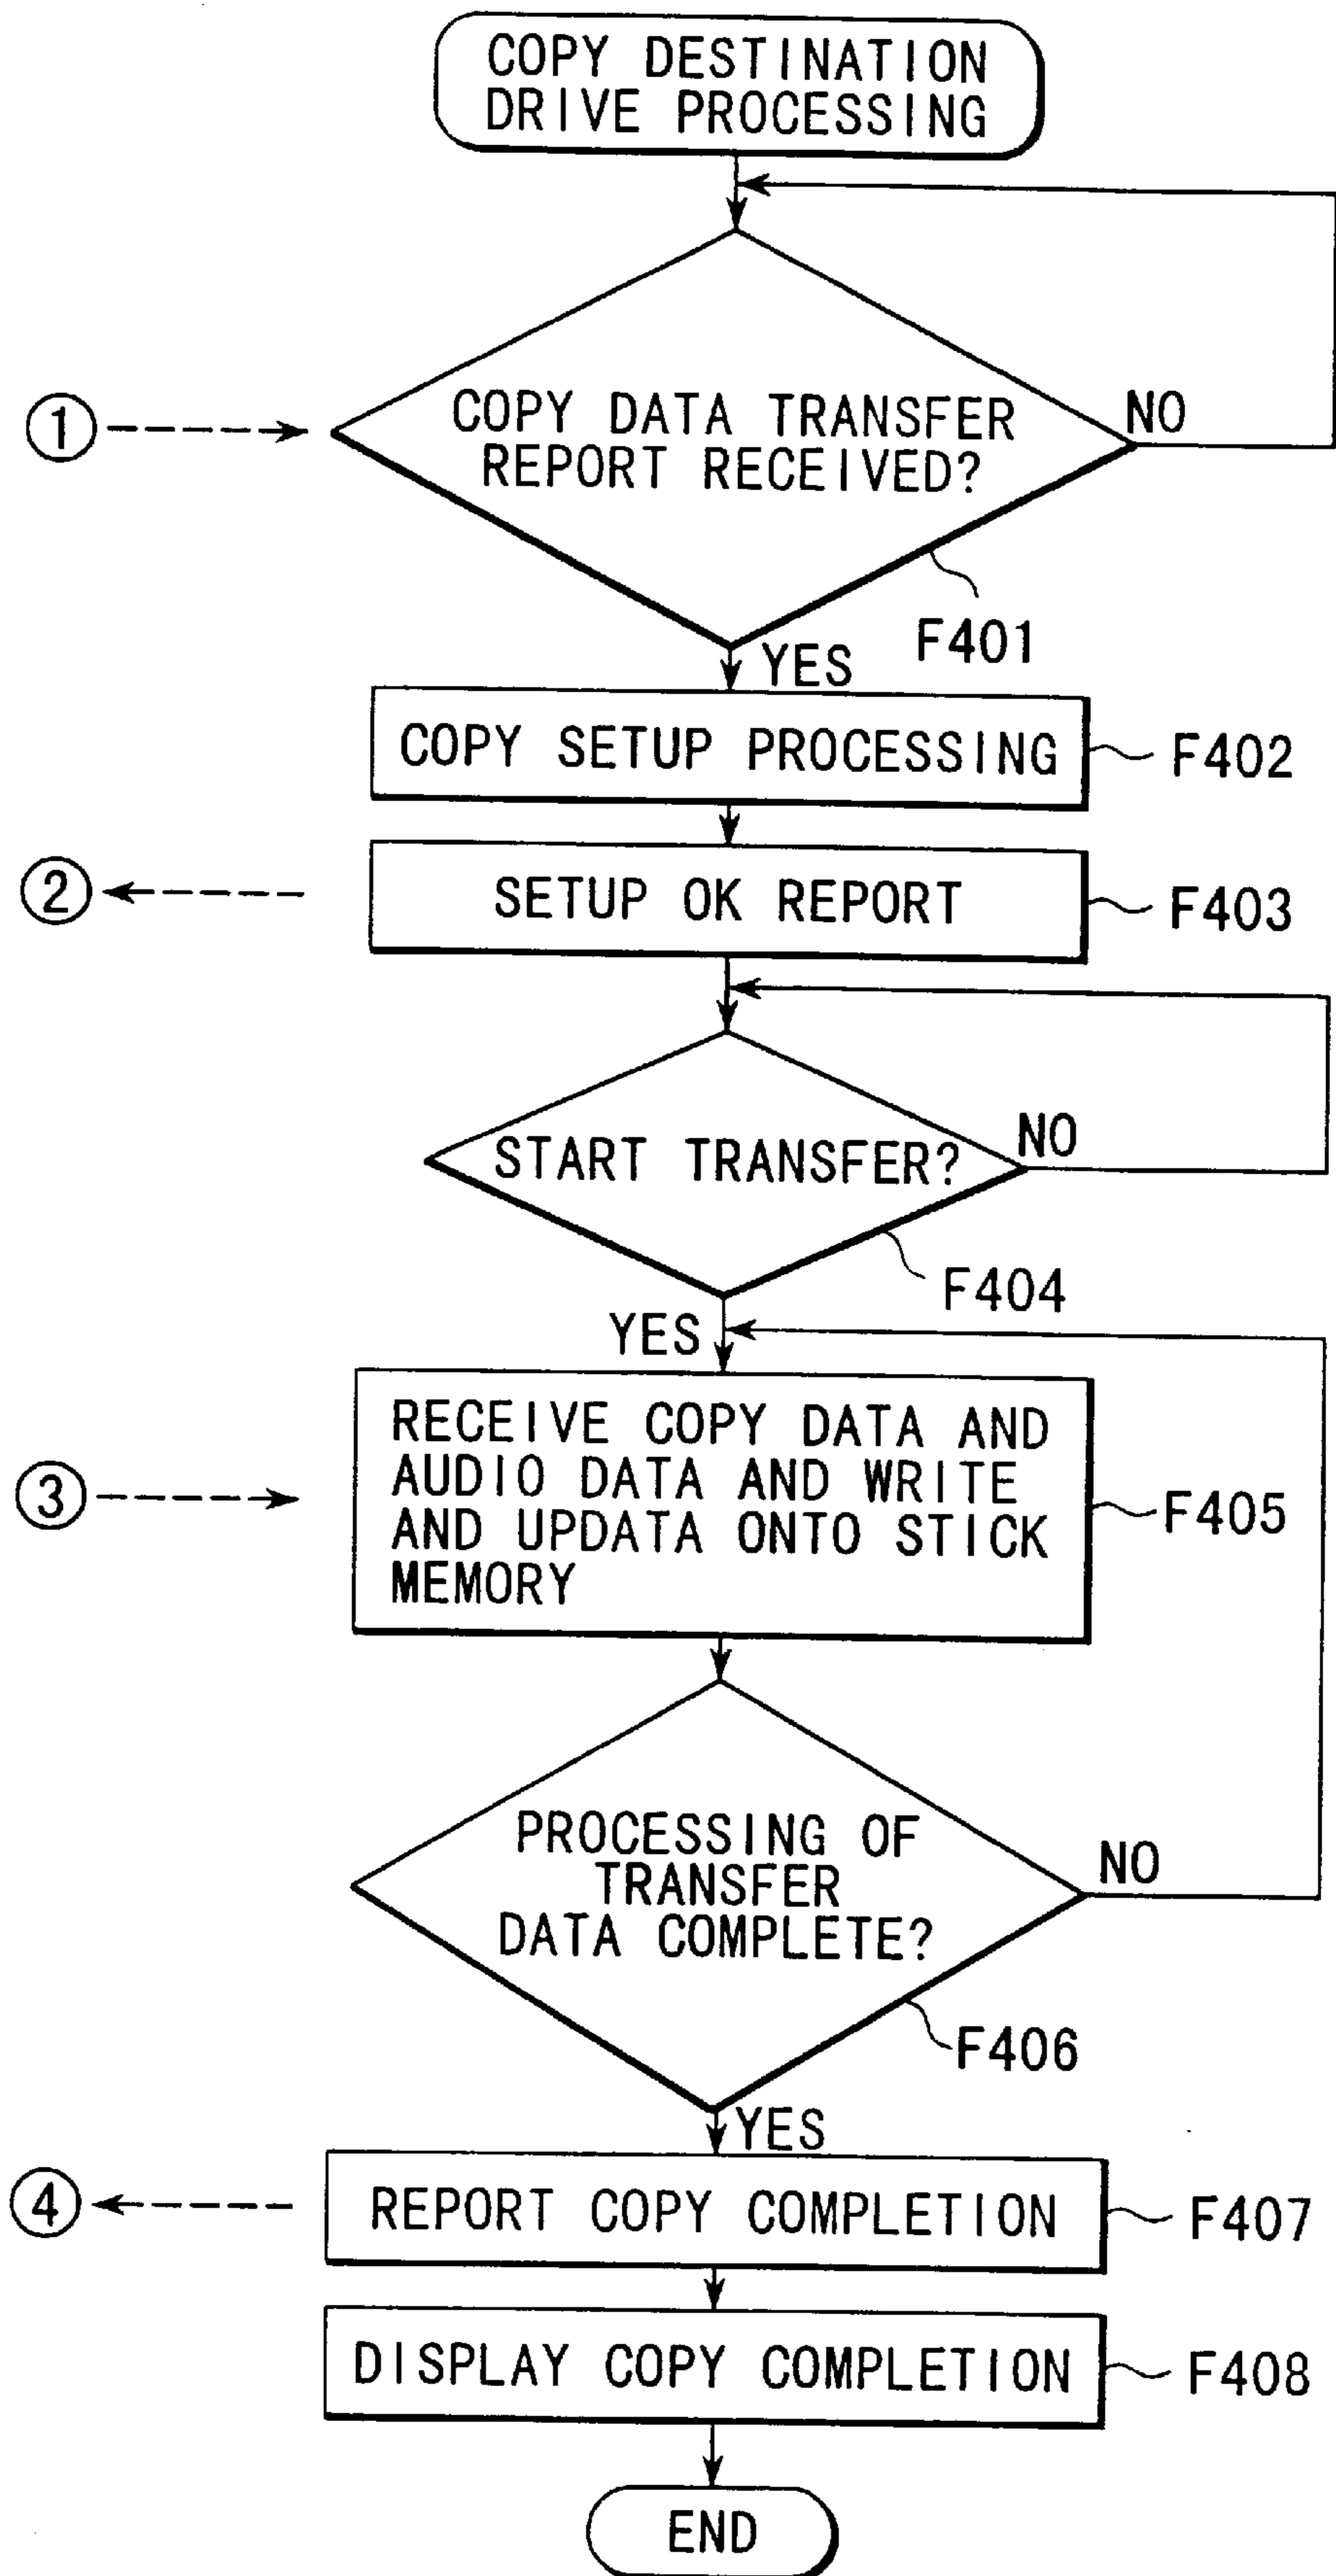 COPY DESTINATION
DRIVE PROCESSING
① COPY DATA TRANSFER NO
REPORT RECEIVED?
F401
YES
COPY SETUP PROCESSING F402
② SETUP OK REPORT F403
START TRANSFER? NO
F404
YES
RECEIVE COPY DATA AND
AUDIO DATA AND WRITE
③ AND UPDATA ONTO STICK F405
MEMORY
PROCESSING OF NO
TRANSFER
DATA COMPLETE?
F406
YES
④ REPORT COPY COMPLETION F407
DISPLAY COPY COMPLETION F408
END